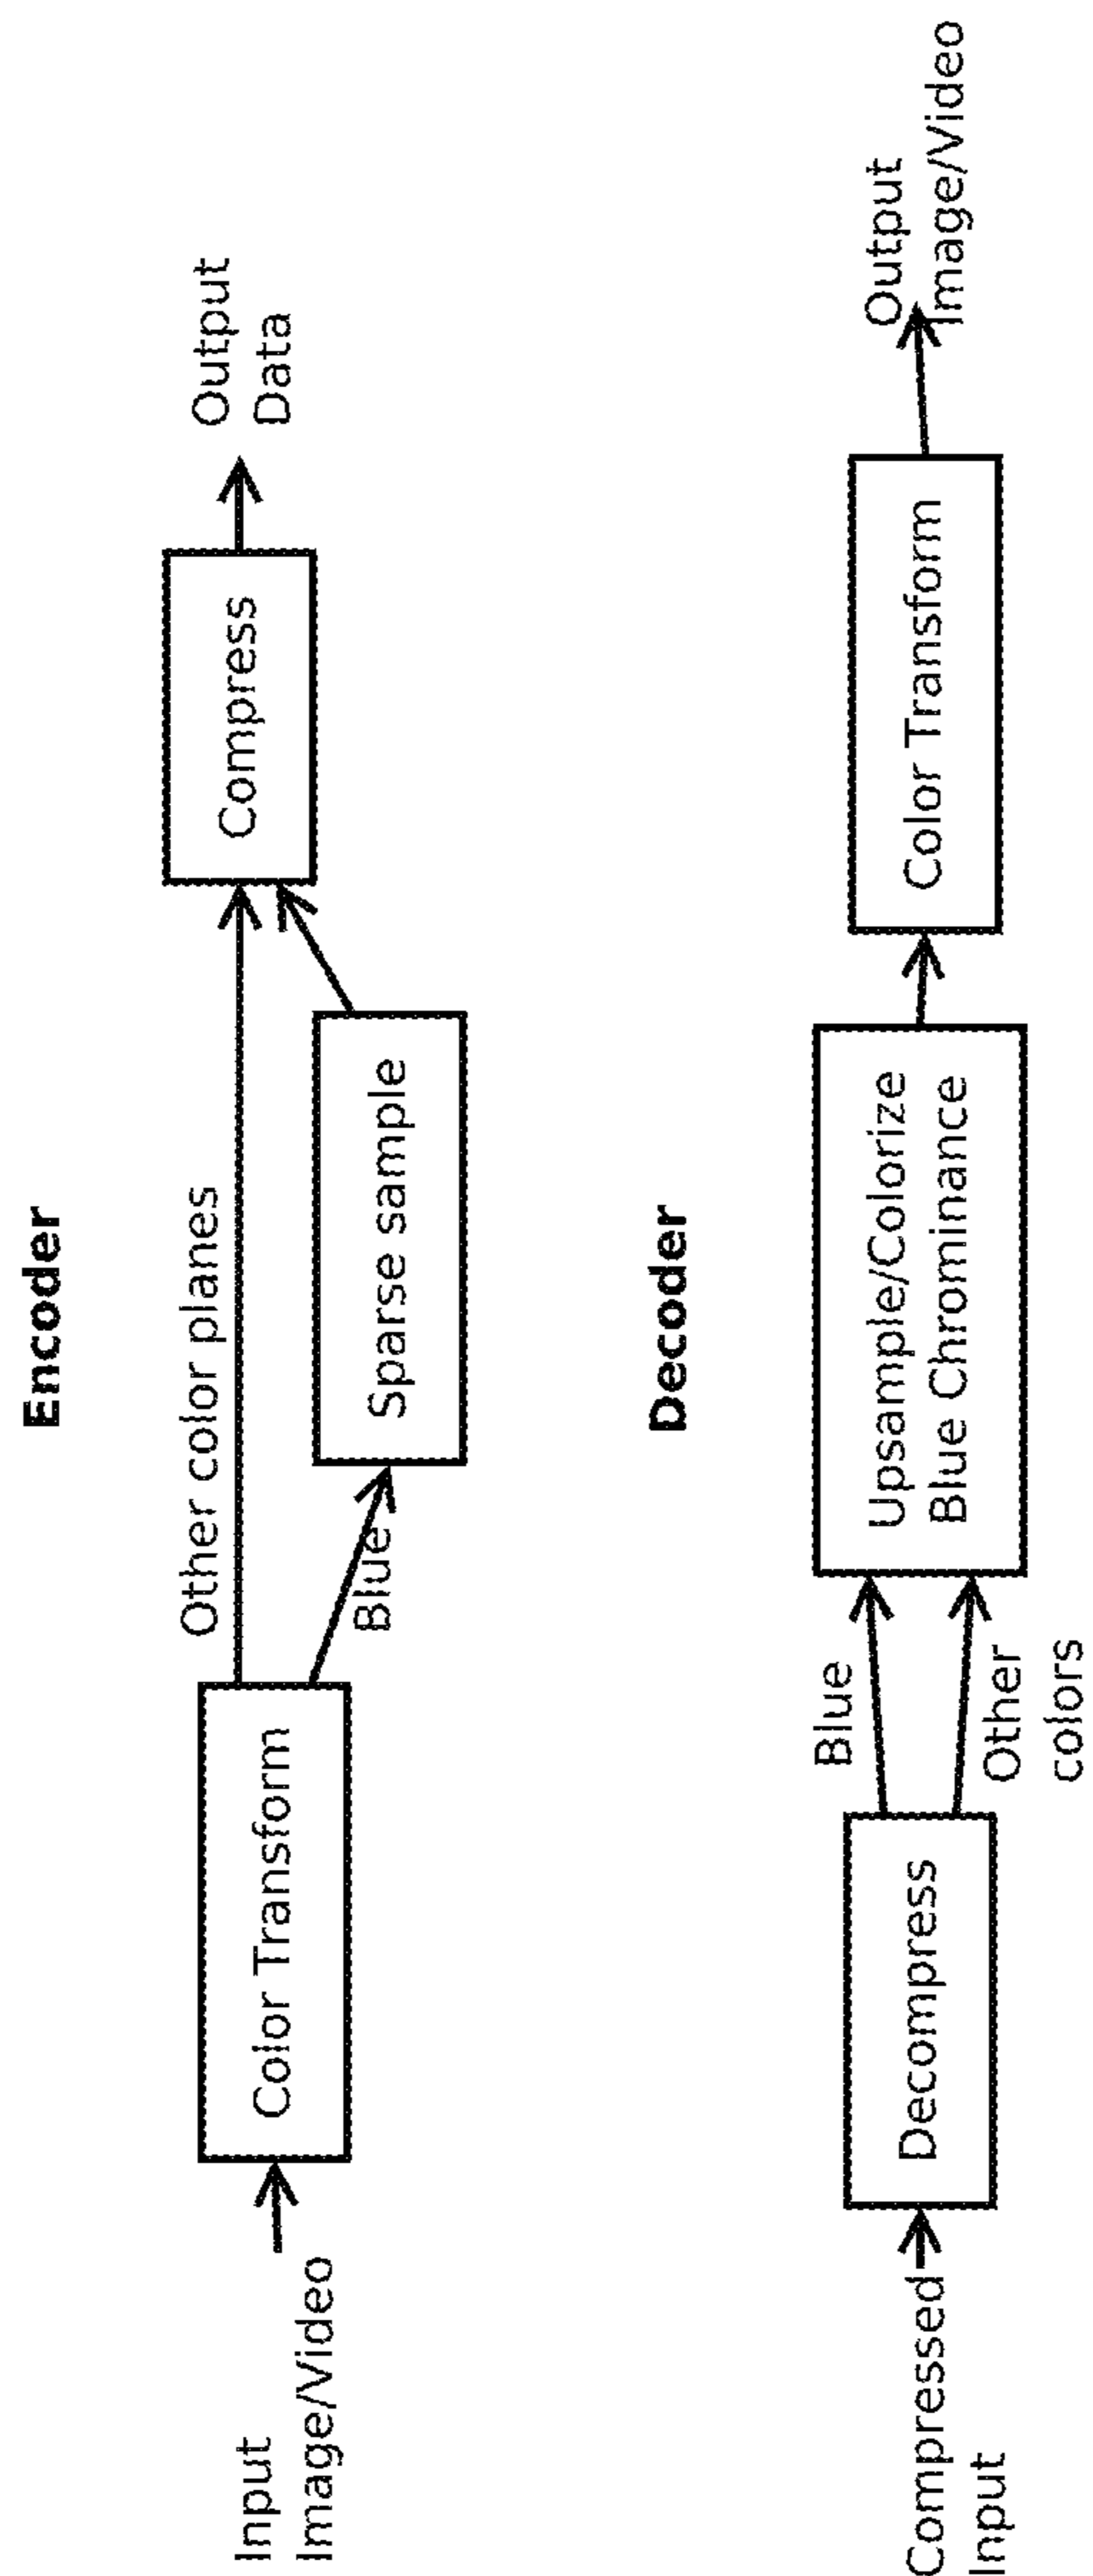 Encoder
Input
Image/Video
Color Transform
Other color planes
Blue
Sparse sample
Compress
Output
Data
Decoder
Compressed
Input
Decompress
Blue
Other
colors
Upsample/Colorize
Blue Chrominance
Color Transform
Output
Image/Video